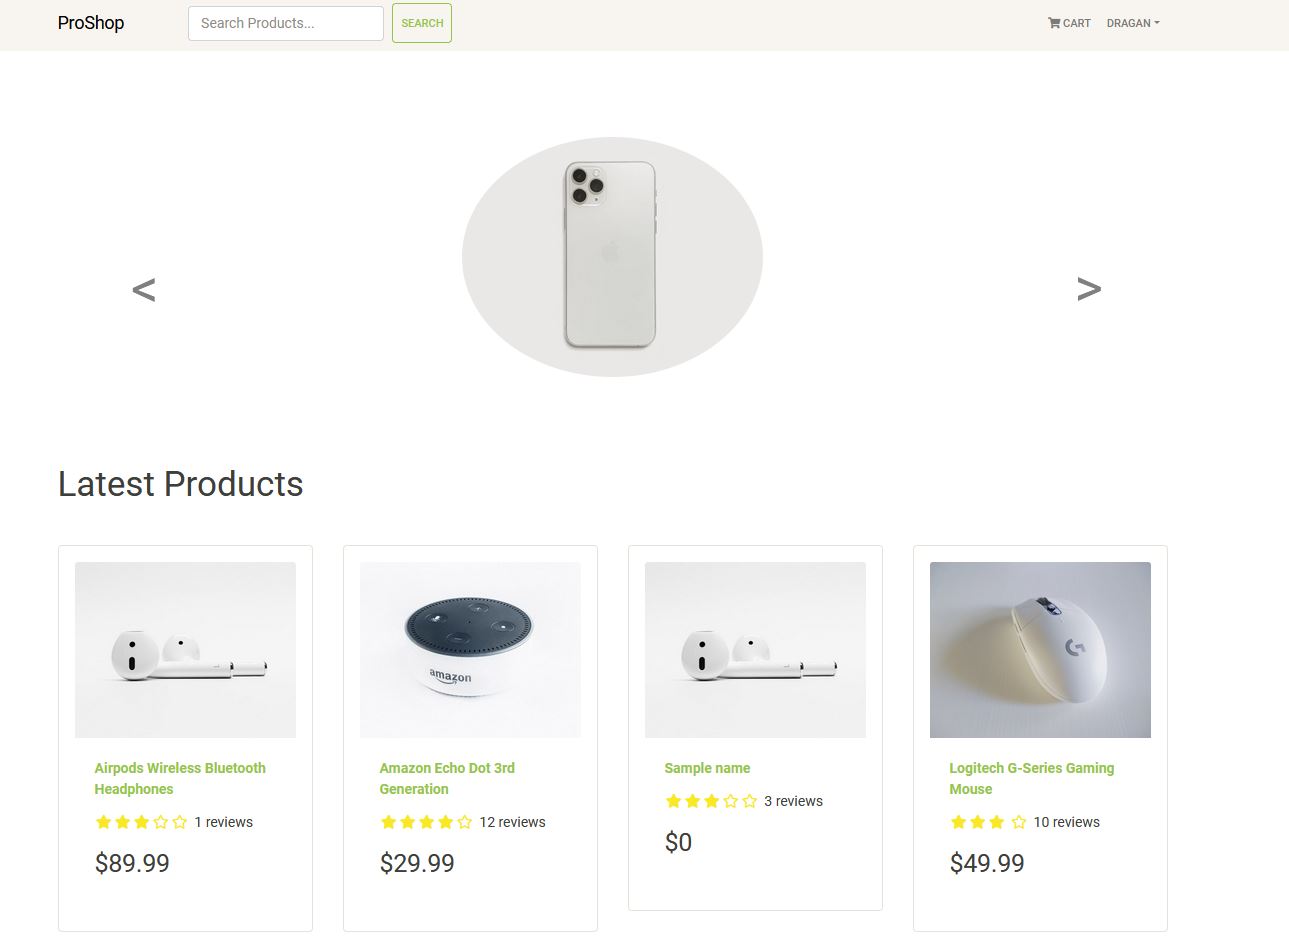 ProShop
Search Products...
SEARCH
CART
DRAGAN
<
>
Latest Products
amazon
Airpods Wireless Bluetooth
Headphones
1 reviews
$89.99
Amazon Echo Dot 3rd
Generation
12 reviews
$29.99
Sample name
3 reviews
$0
Logitech G-Series Gaming
Mouse
10 reviews
$49.99